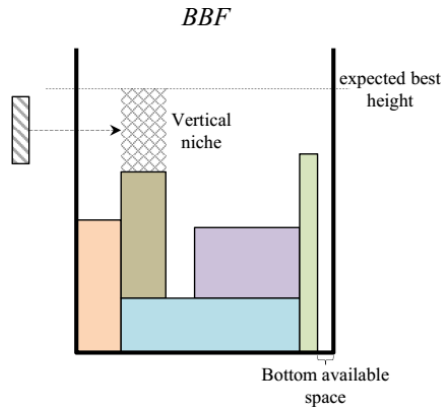 BBF
expected best
height
Vertical
niche
Bottom available
space